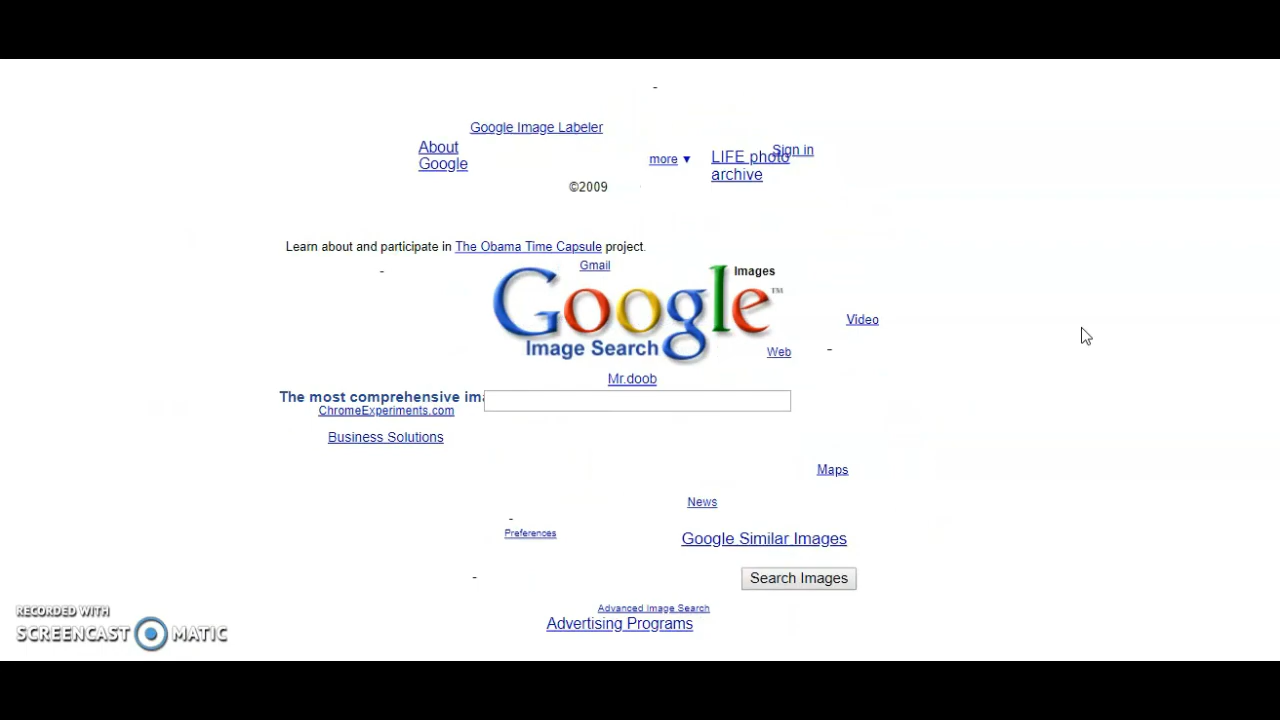 -
Google Image Labeler
About
Google
more ▼
LIFE photo
archive
Sign in
©2009
Learn about and participate in The Obama Time Capsule project.
Gmail
-
Images
Google™
Image Search
Video
Web
-
Mr.doob
The most comprehensive ima
ChromeExperiments.com
Business Solutions
Maps
News
-
Preferences
Google Similar Images
-
Search Images
Advanced Image Search
Advertising Programs
RECORDED WITH
SCREENCAST MATIC